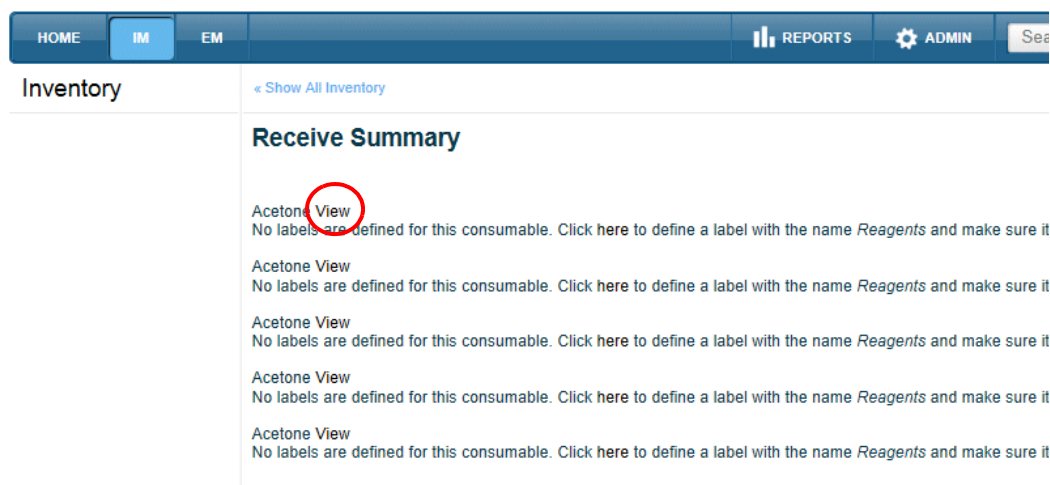 HOME IM EM REPORTS ADMIN
Inventory « Show All Inventory
Receive Summary
Acetone View
No labels are defined for this consumable. Click here to define a label with the name Reagents and make sure it
Acetone View
No labels are defined for this consumable. Click here to define a label with the name Reagents and make sure it
Acetone View
No labels are defined for this consumable. Click here to define a label with the name Reagents and make sure it
Acetone View
No labels are defined for this consumable. Click here to define a label with the name Reagents and make sure it
Acetone View
No labels are defined for this consumable. Click here to define a label with the name Reagents and make sure it